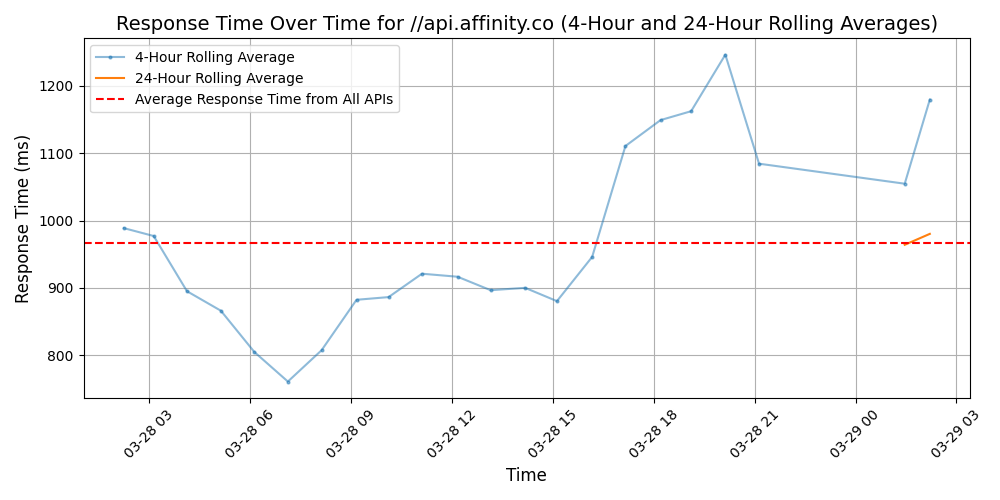 Response Time Over Time for //api.affinity.co (4-Hour and 24-Hour Rolling Averages)
4-Hour Rolling Average
24-Hour Rolling Average
Average Response Time from All APIs
Response Time (ms)
1200
1100
1000
900
800
03-28 03
03-28 06
03-28 09
03-28 12
03-28 15
03-28 18
03-28 21
03-29 00
03-29 03
Time